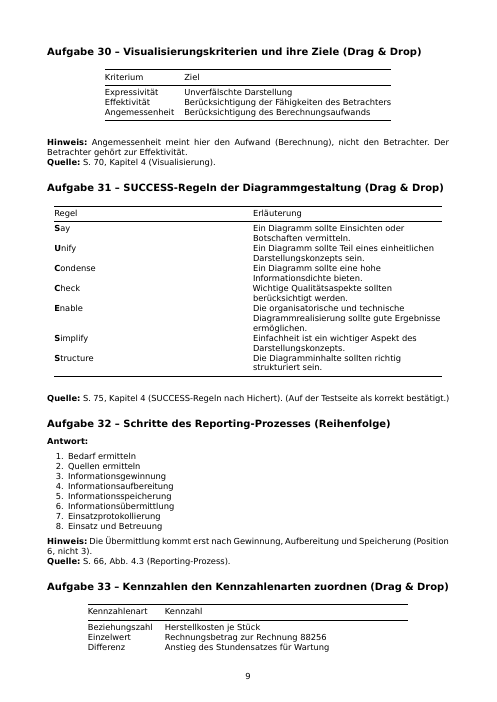 Aufgabe 30 – Visualisierungskriterien und ihre Ziele (Drag & Drop)
Kriterium Ziel
Expressivität Unverfälschte Darstellung
Effektivität Berücksichtigung der Fähigkeiten des Betrachters
Angemessenheit Berücksichtigung des Berechnungsaufwands
Hinweis: Angemessenheit meint hier den Aufwand (Berechnung), nicht den Betrachter. Der
Betrachter gehört zur Effektivität.
Quelle: S. 70, Kapitel 4 (Visualisierung).
Aufgabe 31 – SUCCESS-Regeln der Diagrammgestaltung (Drag & Drop)
Regel Erläuterung
Say Ein Diagramm sollte Einsichten oder
Botschaften vermitteln.
Unify Ein Diagramm sollte Teil eines einheitlichen
Darstellungskonzepts sein.
Condense Ein Diagramm sollte eine hohe
Informationsdichte bieten.
Check Wichtige Qualitätsaspekte sollten
berücksichtigt werden.
Enable Die organisatorische und technische
Diagrammrealisierung sollte gute Ergebnisse
ermöglichen.
Simplify Einfachheit ist ein wichtiger Aspekt des
Darstellungskonzepts.
Structure Die Diagramminhalte sollten richtig
strukturiert sein.
Quelle: S. 75, Kapitel 4 (SUCCESS-Regeln nach Hichert). (Auf der Testseite als korrekt bestätigt.)
Aufgabe 32 – Schritte des Reporting-Prozesses (Reihenfolge)
Antwort:
1. Bedarf ermitteln
2. Quellen ermitteln
3. Informationsgewinnung
4. Informationsaufbereitung
5. Informationsspeicherung
6. Informationsübermittlung
7. Einsatzprotokollierung
8. Einsatz und Betreuung
Hinweis: Die Übermittlung kommt erst nach Gewinnung, Aufbereitung und Speicherung (Position
6, nicht 3).
Quelle: S. 66, Abb. 4.3 (Reporting-Prozess).
Aufgabe 33 – Kennzahlen den Kennzahlenarten zuordnen (Drag & Drop)
Kennzahlenart Kennzahl
Beziehungszahl Herstellkosten je Stück
Einzelwert Rechnungsbetrag zur Rechnung 88256
Differenz Anstieg des Stundensatzes für Wartung
9